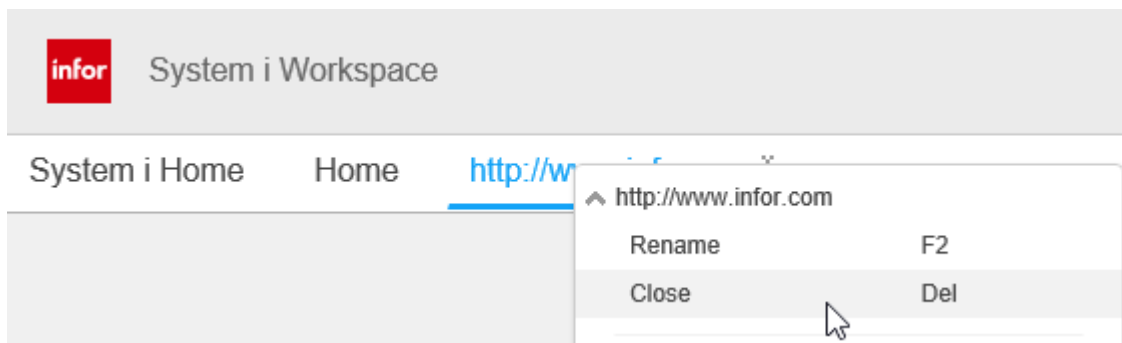 infor System i Workspace
System i Home Home http://w
http://www.infor.com
Rename F2
Close Del